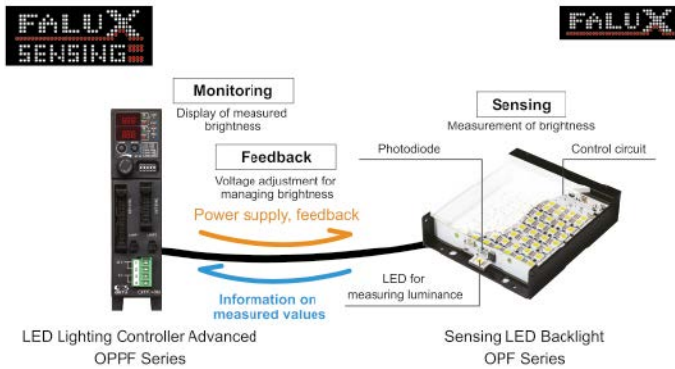 FALUX
SENSING
FALUX
Monitoring
Display of measured
brightness
Feedback
Voltage adjustment for
managing brightness
Power supply, feedback
Information on
measured values
Sensing
Measurement of brightness
Photodiode
Control circuit
LED for
measuring luminance
LED Lighting Controller Advanced
OPPF Series
Sensing LED Backlight
OPF Series